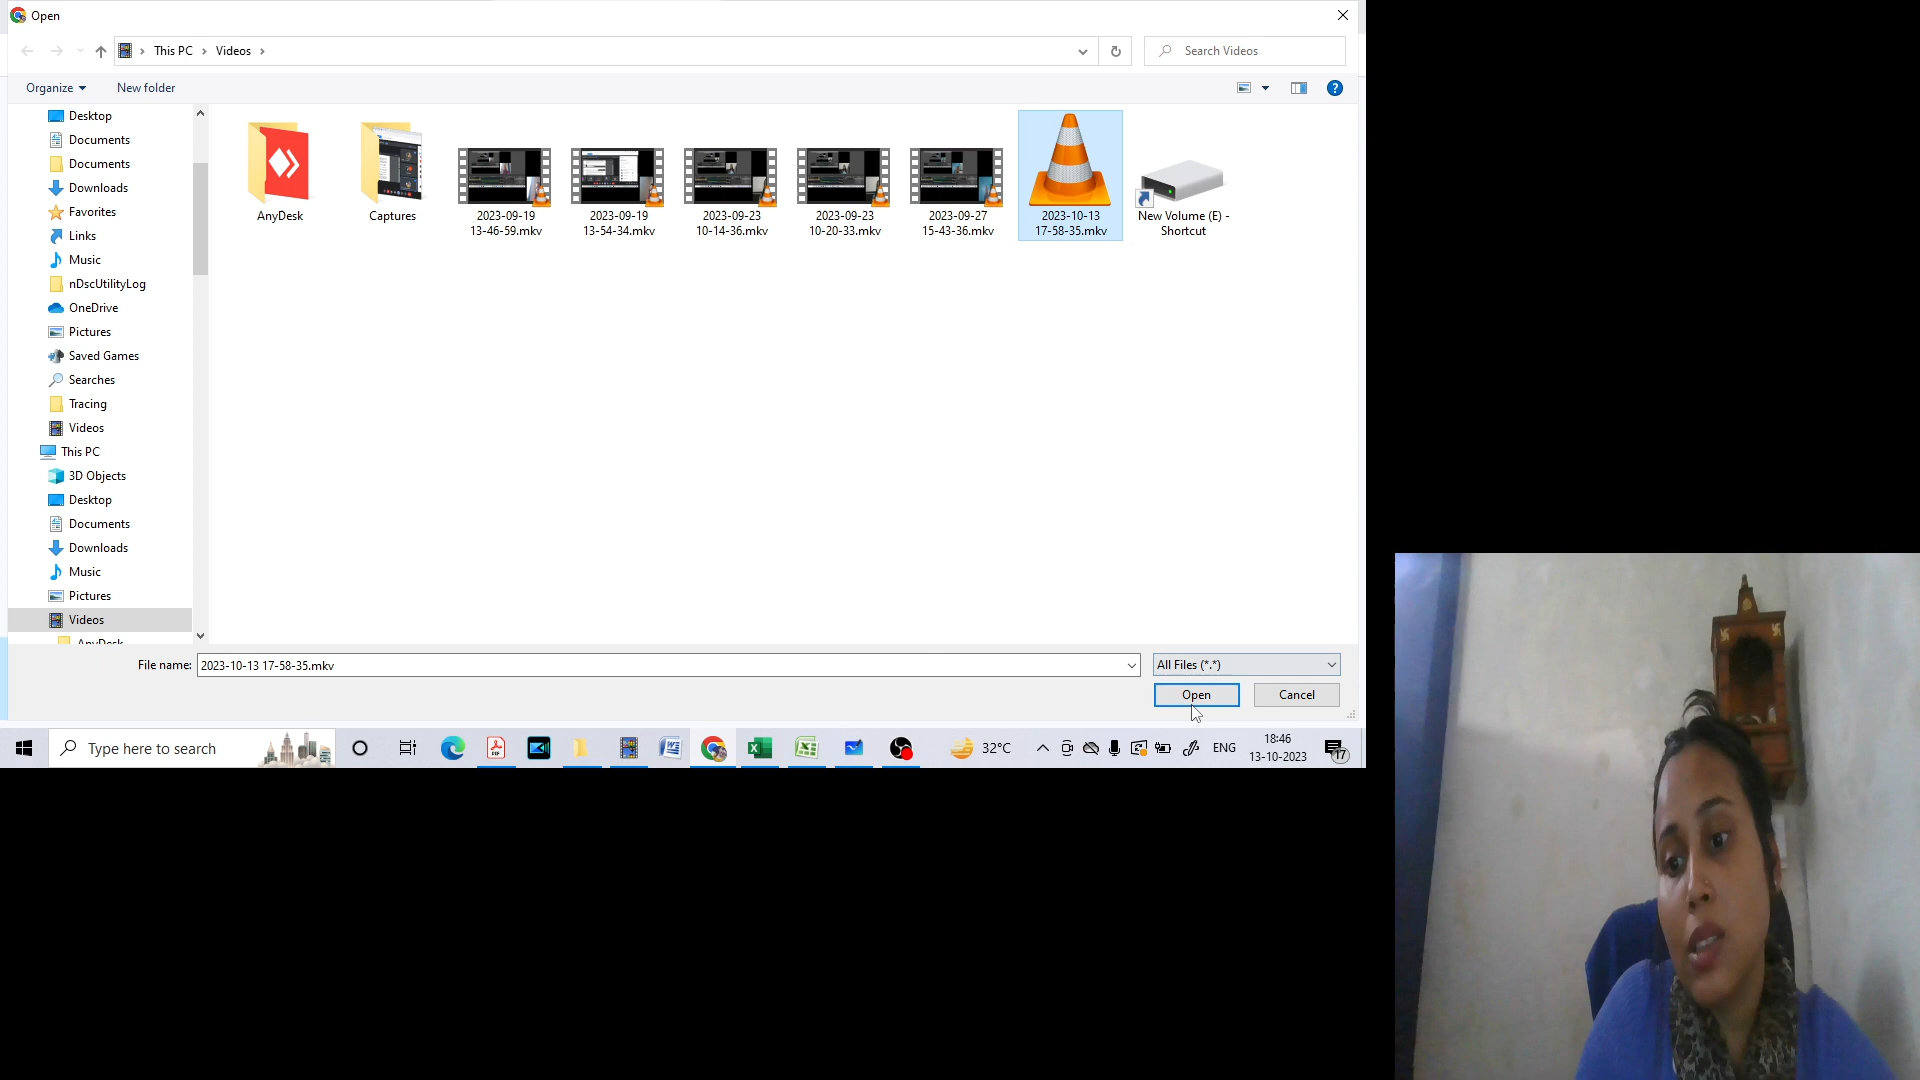 Open
This PC
Videos
Search Videos
Organize
New folder
Desktop
Documents
Documents
Downloads
Favorites
Links
Music
nDscUtilityLog
OneDrive
Pictures
Saved Games
Searches
Tracing
Videos
This PC
3D Objects
Desktop
Documents
Downloads
Music
Pictures
Videos
AnyDesk
AnyDesk
Captures
2023-09-19
13-46-59.mkv
2023-09-19
13-54-34.mkv
2023-09-23
10-14-36.mkv
2023-09-23
10-20-33.mkv
2023-09-27
15-43-36.mkv
2023-10-13
17-58-35.mkv
New Volume (E) -
Shortcut
File name:
2023-10-13 17-58-35.mkv
All Files (*.*)
Open
Cancel
Type here to search
32°C
ENG
18:46
13-10-2023
17